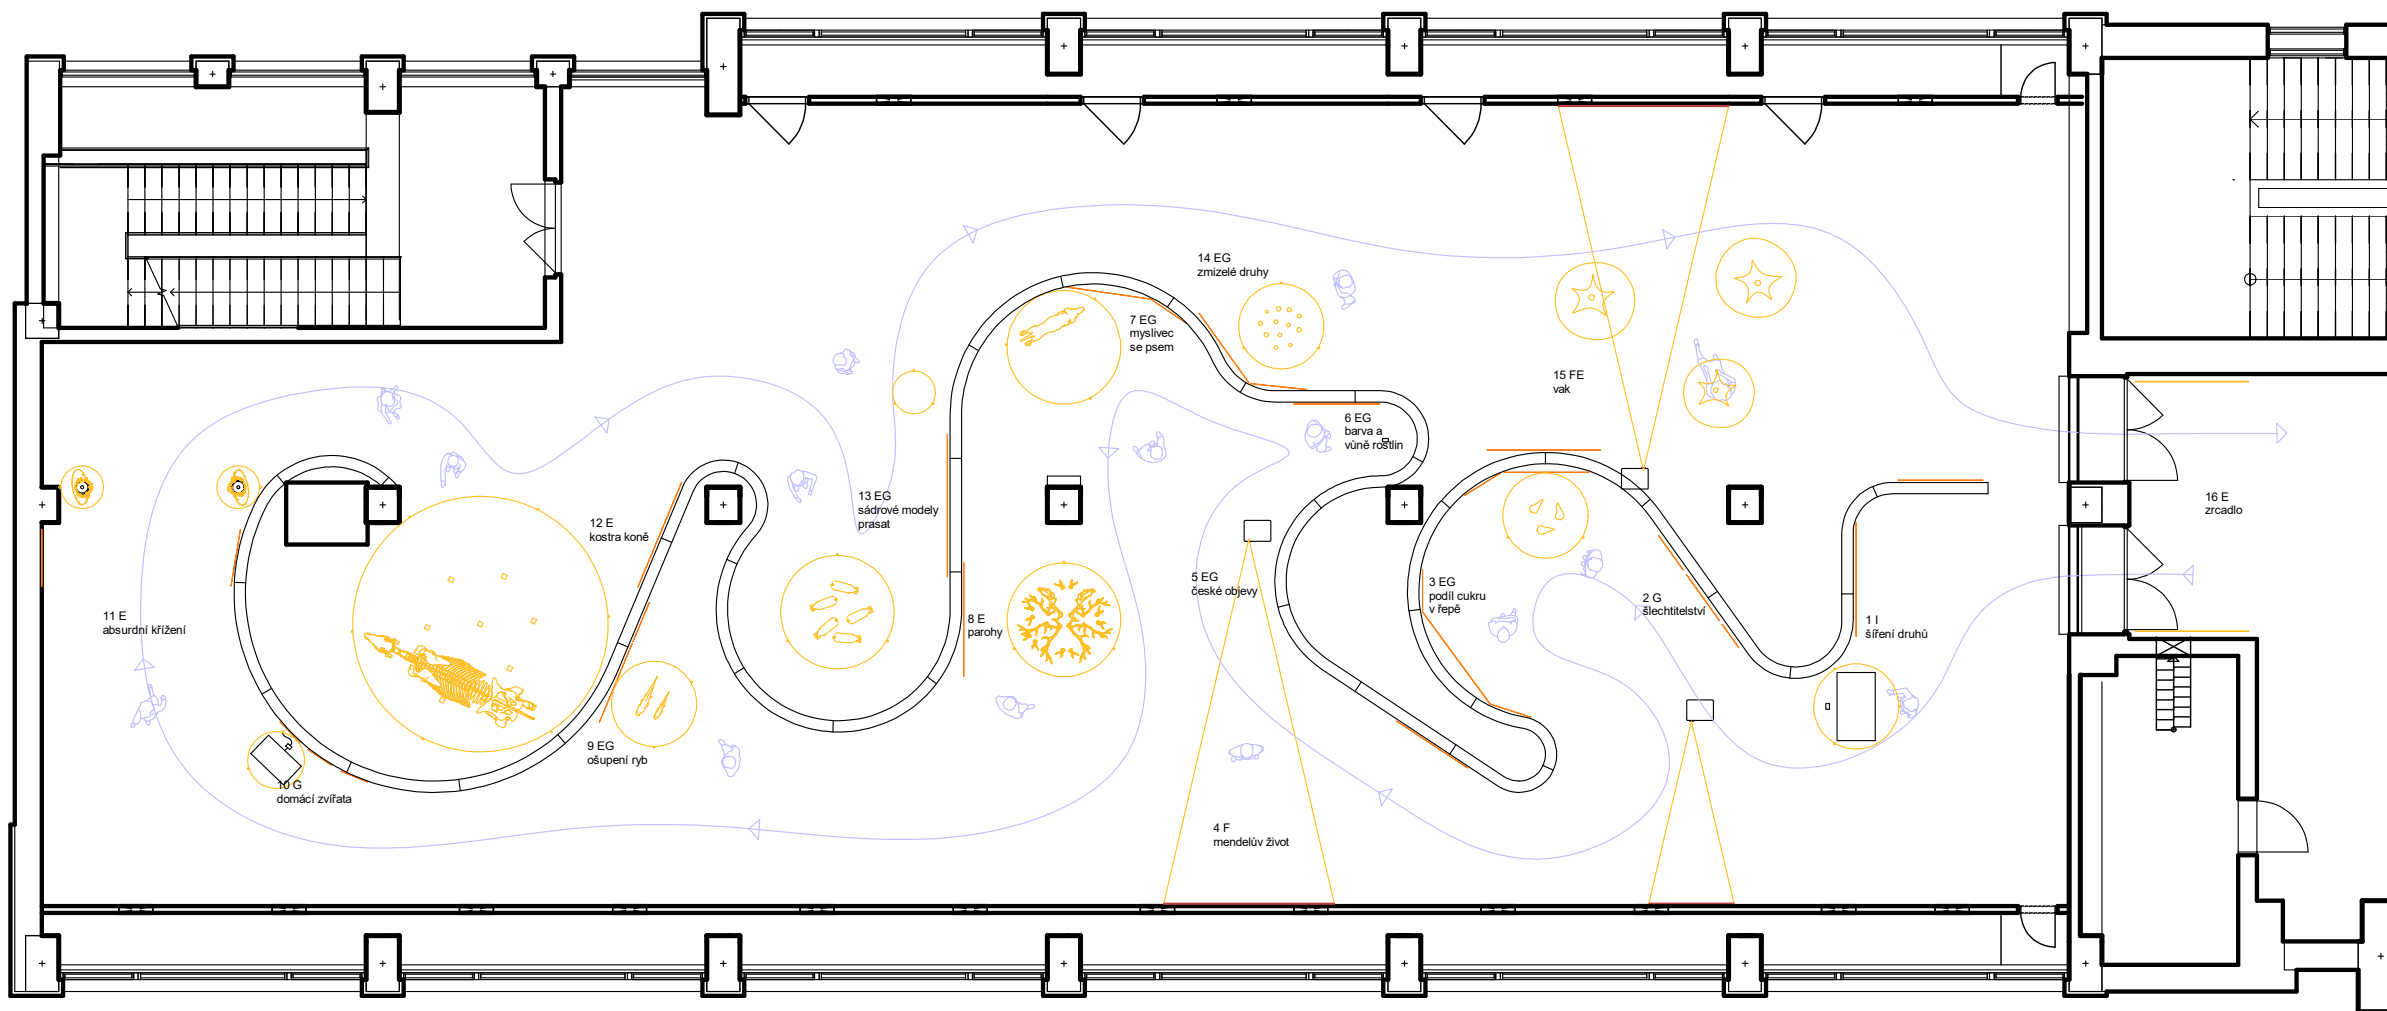 14 EG
zmizelé druhy
7 EG
myslivec
se psem
15 FE
vak
6 EG
barva a
vůně rostlin
13 EG
sádrové modely
prasat
12 E
kostra koně
16 E
zrcadlo
5 EG
české objevy
3 EG
podíl cukru
v řepě
2 G
šlechtitelství
11 E
absurdní křížení
8 E
parohy
1 I
šíření druhů
9 EG
ošupení ryb
10 G
domácí zvířata
4 F
mendelův život